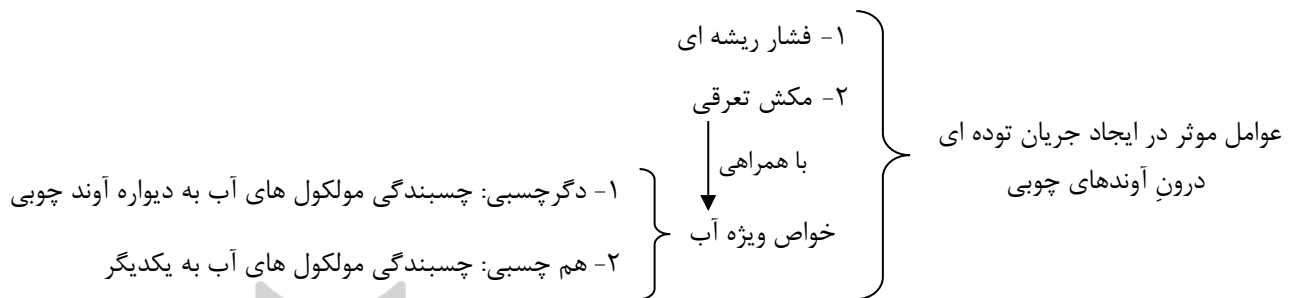 عوامل موثر در ایجاد جریان توده ای
درونِ آوندهای چوبی
۱- فشار ریشه ای
۲- مکش تعرقی
با همراهی
خواص ویژه آب
۱- دگرچسبی: چسبندگی مولکول های آب به دیواره آوند چوبی
۲- هم چسبی: چسبندگی مولکول های آب به یکدیگر